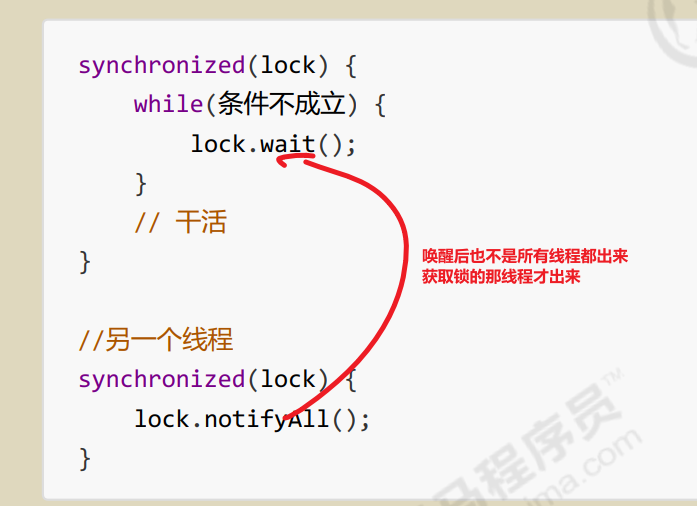 synchronized(lock) {
while(条件不成立) {
lock.wait();
}
// 干活
}
唤醒后也不是所有线程都出来
获取锁的那线程才出来
//另一个线程
synchronized(lock) {
lock.notifyAll();
}
马程序员™
ima.com